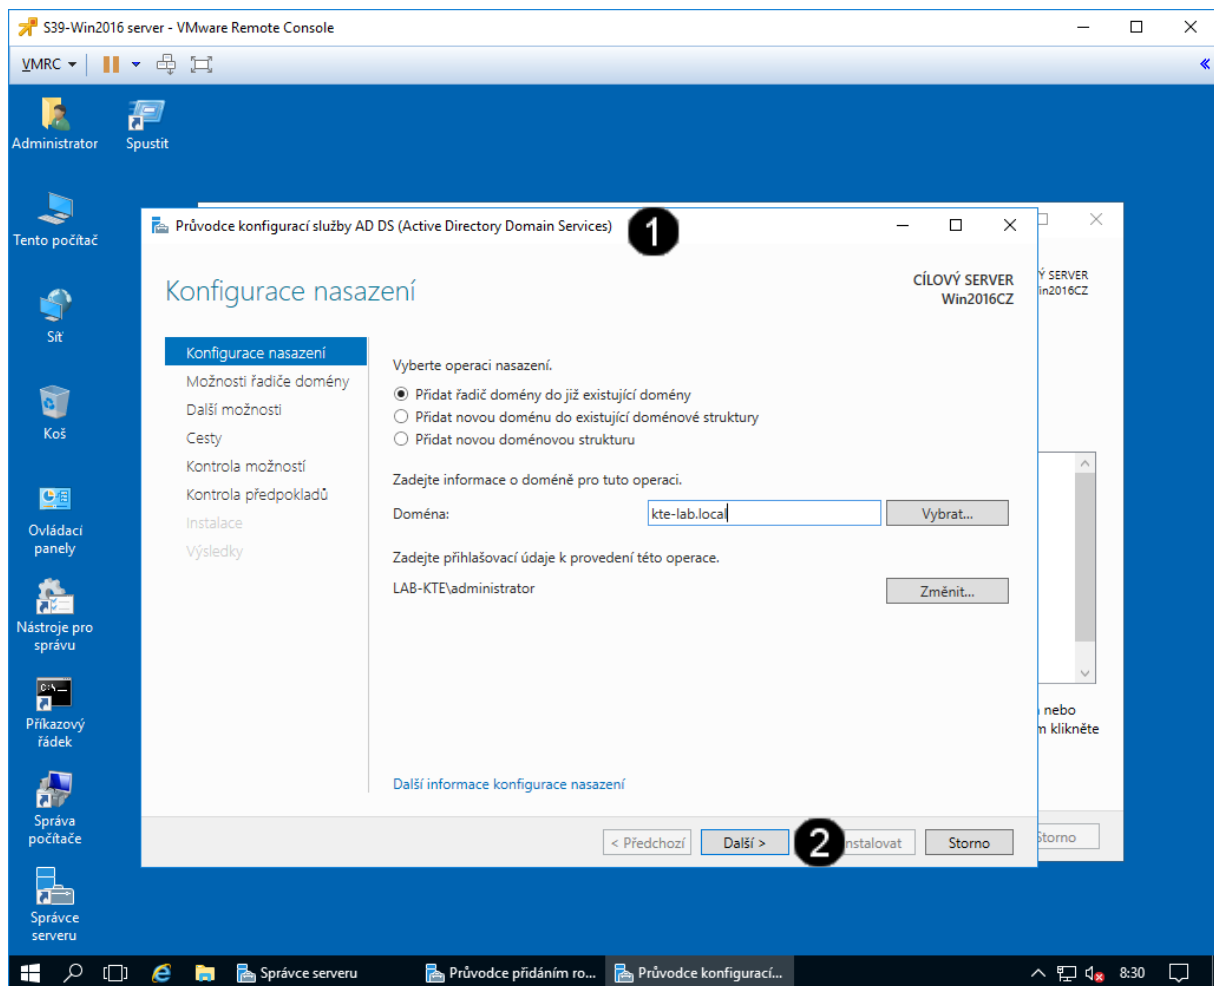 S39-Win2016 server - VMware Remote Console
VMRC
Administrator
Spustit
Tento počítač
Síť
Koš
Ovládací
panely
Nástroje pro
správu
Příkazový
řádek
Správa
počítače
Správce
serveru
Průvodce konfigurací služby AD DS (Active Directory Domain Services)
1
Konfigurace nasazení
CÍLOVÝ SERVER
Win2016CZ
Konfigurace nasazení
Možnosti řadiče domény
Další možnosti
Cesty
Kontrola možností
Kontrola předpokladů
Instalace
Výsledky
Vyberte operaci nasazení.
Přidat řadič domény do již existující domény
Přidat novou doménu do existující doménové struktury
Přidat novou doménovou strukturu
Zadejte informace o doméně pro tuto operaci.
Doména:
kte-lab.local
Vybrat...
Zadejte přihlašovací údaje k provedení této operace.
LAB-KTE\administrator
Změnit...
Další informace konfigurace nasazení
< Předchozí
Další >
2
nstalovat
Storno
Ý SERVER
in2016CZ
nebo
m klikněte
Storno
Správce serveru
Průvodce přidáním ro...
Průvodce konfigurací...
8:30